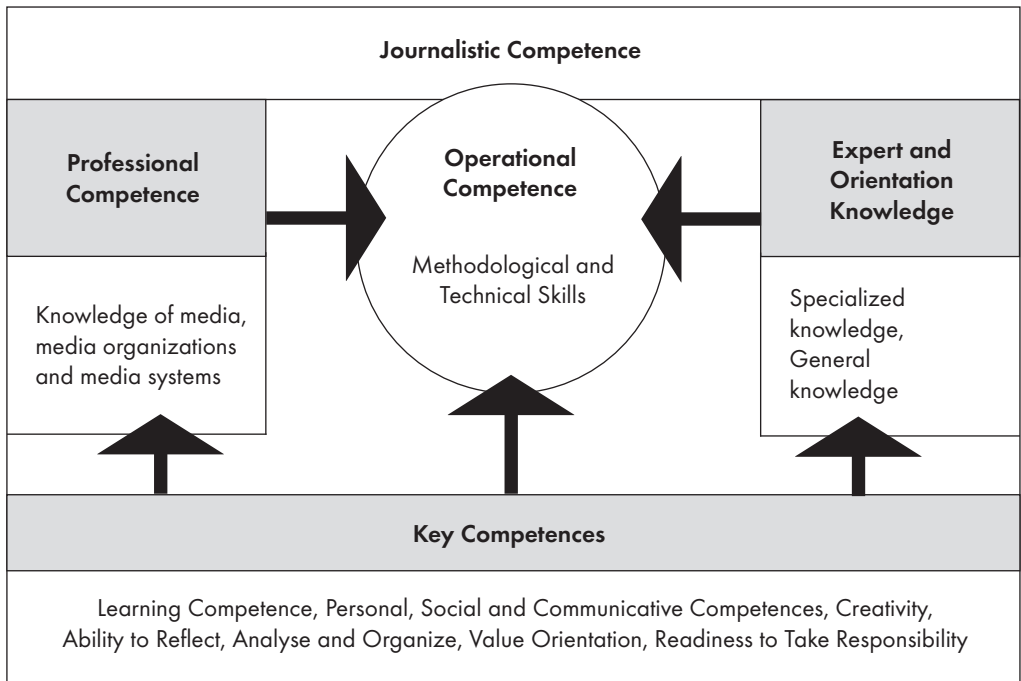 Journalistic Competence
Professional
Competence
Knowledge of media,
media organizations
and media systems
Operational
Competence
Methodological and
Technical Skills
Expert and
Orientation
Knowledge
Specialized
knowledge,
General
knowledge
Key Competences
Learning Competence, Personal, Social and Communicative Competences, Creativity,
Ability to Reflect, Analyse and Organize, Value Orientation, Readiness to Take Responsibility